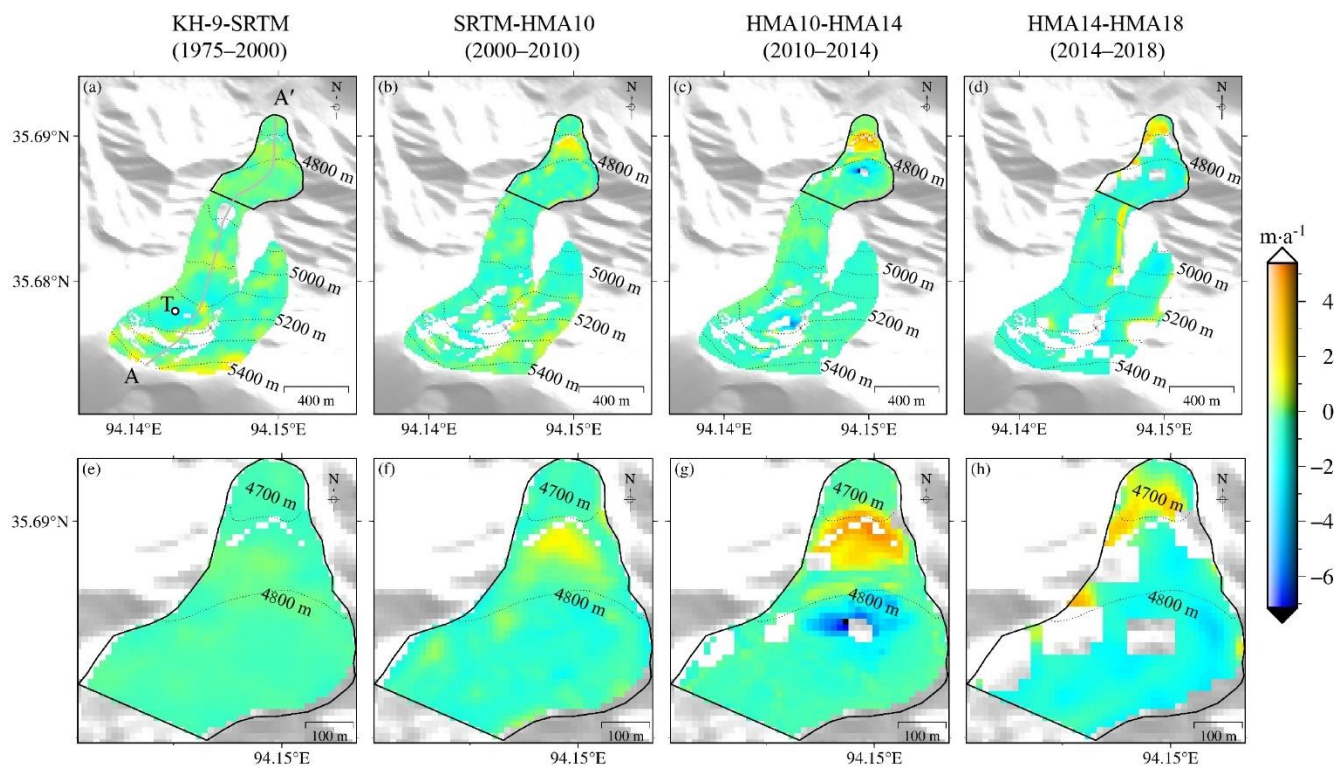 KH-9-SRTM
(1975–2000)
SRTM-HMA10
(2000–2010)
HMA10-HMA14
(2010–2014)
HMA14-HMA18
(2014–2018)
(a)
A′
N
35.69°N
4800 m
35.68°N
5000 m
T
5200 m
A
5400 m
400 m
94.14°E
94.15°E
(b)
N
4800 m
5000 m
5200 m
5400 m
400 m
94.14°E
94.15°E
(c)
N
4800 m
5000 m
5200 m
5400 m
400 m
94.14°E
94.15°E
(d)
N
4800 m
5000 m
5200 m
5400 m
400 m
94.14°E
94.15°E
m·a⁻¹
4
2
0
−2
−4
−6
(e)
N
4700 m
35.69°N
4800 m
100 m
94.15°E
(f)
N
4700 m
4800 m
100 m
94.15°E
(g)
N
4700 m
4800 m
100 m
94.15°E
(h)
N
4700 m
4800 m
100 m
94.15°E